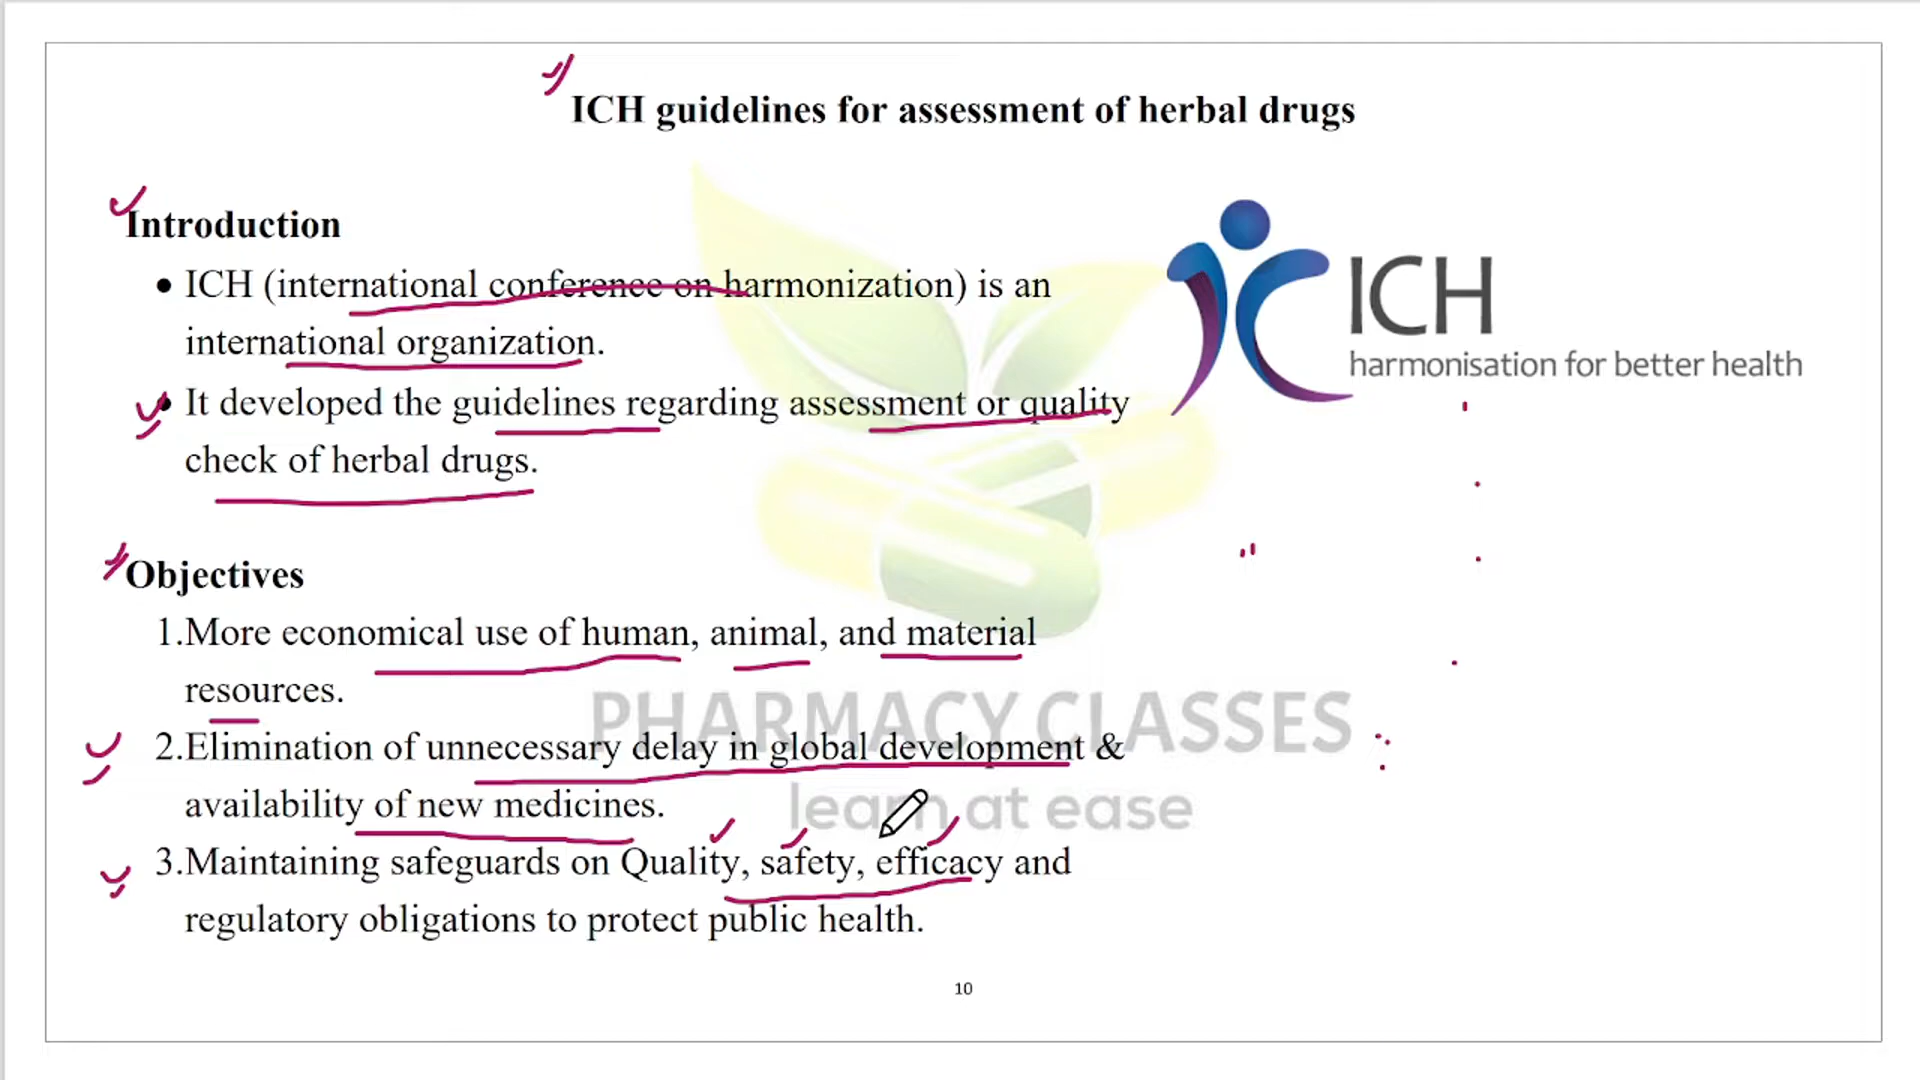 ICH guidelines for assessment of herbal drugs
Introduction
• ICH (international conference on harmonization) is an
international organization.
• It developed the guidelines regarding assessment or quality
check of herbal drugs.
ICH
harmonisation for better health
Objectives
1.More economical use of human, animal, and material
resources.
2.Elimination of unnecessary delay in global development &
availability of new medicines.
3.Maintaining safeguards on Quality, safety, efficacy and
regulatory obligations to protect public health.
PHARMACY CLASSES
learn at ease
10